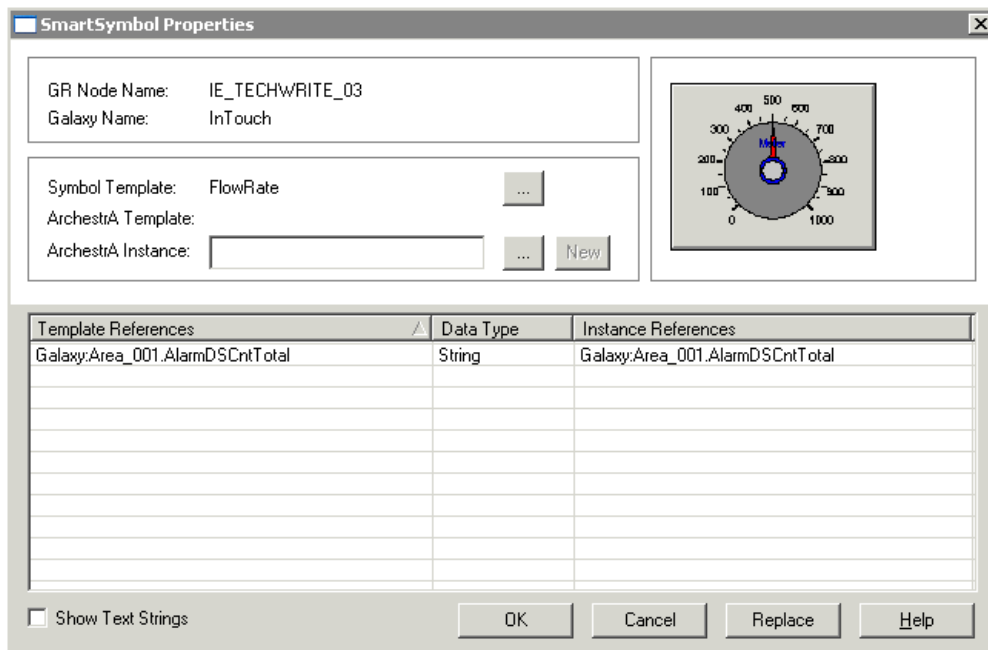 SmartSymbol Properties
GR Node Name: IE_TECHWRITE_03
Galaxy Name: InTouch
Symbol Template: FlowRate ...
ArchestrA Template:
ArchestrA Instance: ... New
0 100 200 300 400 500 600 700 800 900 1000
Meter
Template References Data Type Instance References
Galaxy:Area_001.AlarmDSCntTotal String Galaxy:Area_001.AlarmDSCntTotal
Show Text Strings OK Cancel Replace Help